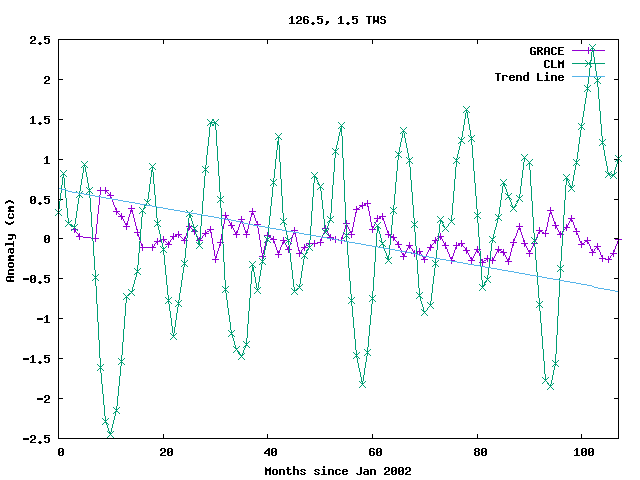 126.5, 1.5 TWS
GRACE
CLM
Trend Line
2.5
2
1.5
1
0.5
0
-0.5
-1
-1.5
-2
-2.5
Anomaly (cm)
0 20 40 60 80 100
Months since Jan 2002